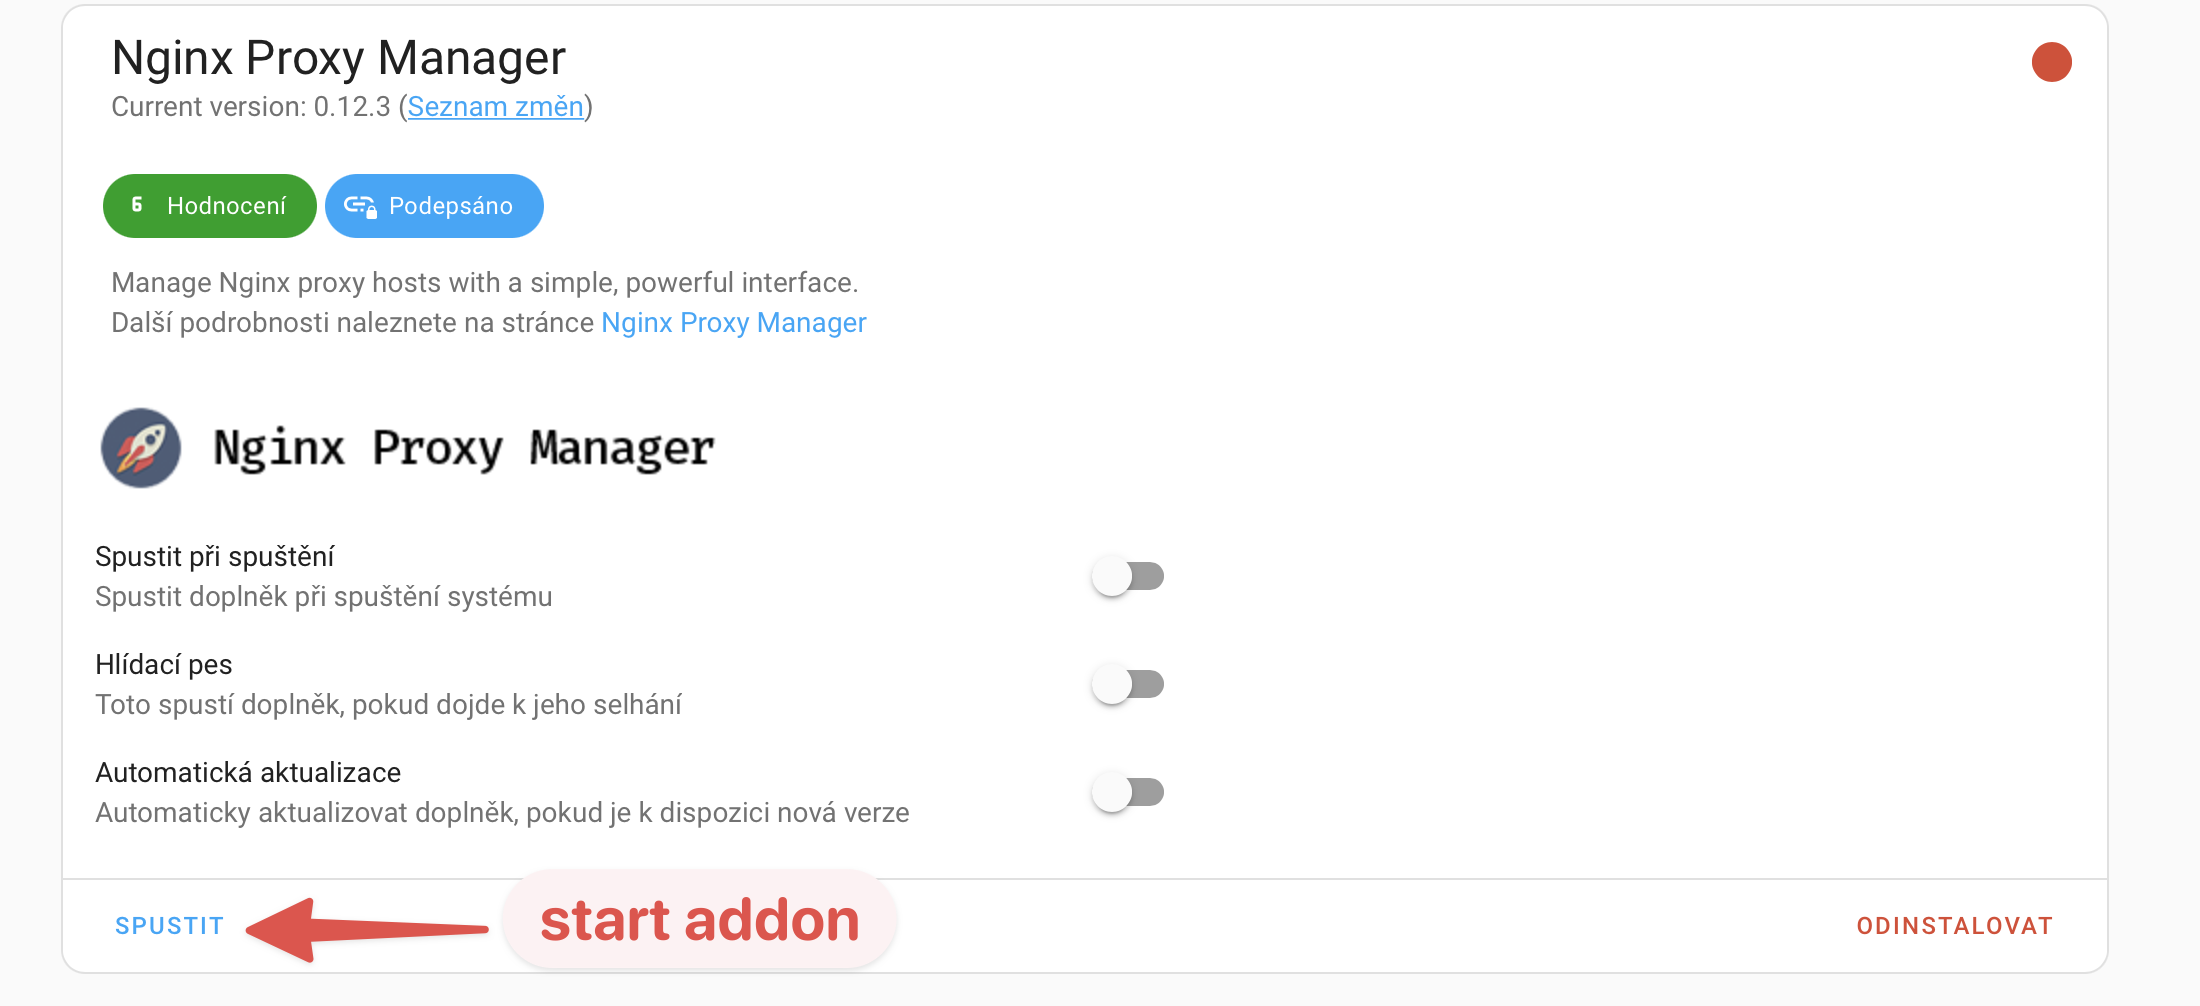 Nginx Proxy Manager
Current version: 0.12.3 (Seznam změn)
6 Hodnocení Podepsáno
Manage Nginx proxy hosts with a simple, powerful interface.
Další podrobnosti naleznete na stránce Nginx Proxy Manager
Nginx Proxy Manager
Spustit při spuštění
Spustit doplněk při spuštění systému
Hlídací pes
Toto spustí doplněk, pokud dojde k jeho selhání
Automatická aktualizace
Automaticky aktualizovat doplněk, pokud je k dispozici nová verze
SPUSTIT start addon ODINSTALOVAT